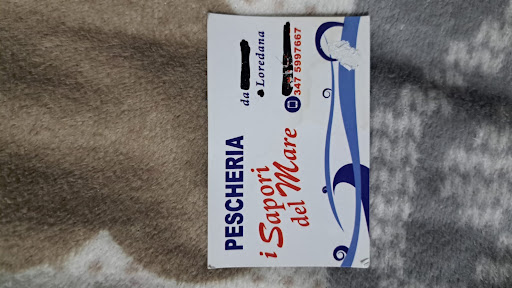 PESCHERIA
i Sapori
del Mare
da
Loredana
347 5997667